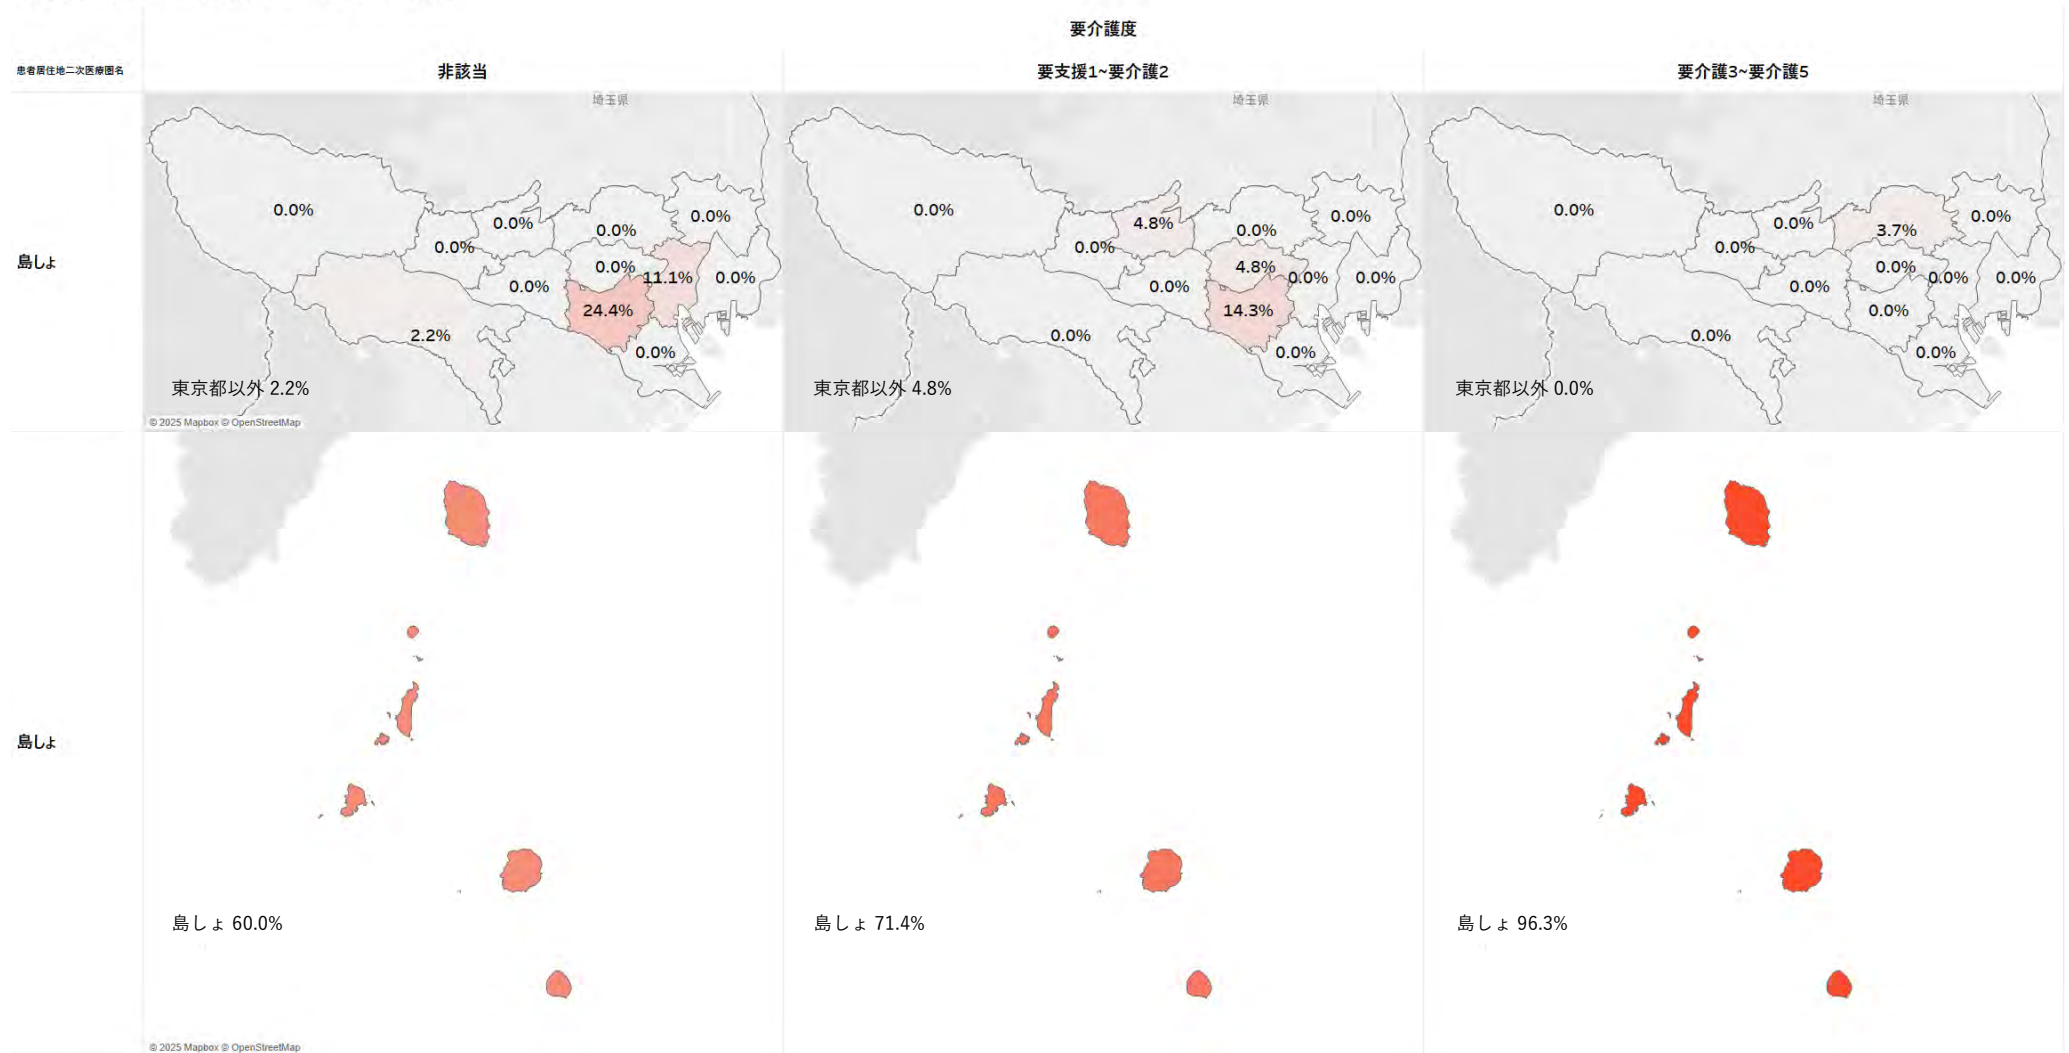 要介護度
患者居住地二次医療圏名
非該当
要支援1~要介護2
要介護3~要介護5
島しょ
埼玉県
0.0%
0.0%
0.0%
0.0%
0.0%
0.0%
11.1%
0.0%
0.0%
24.4%
2.2%
0.0%
東京都以外 2.2%
© 2025 Mapbox © OpenStreetMap
埼玉県
0.0%
4.8%
0.0%
0.0%
0.0%
4.8%
0.0%
0.0%
0.0%
14.3%
0.0%
0.0%
東京都以外 4.8%
埼玉県
0.0%
0.0%
3.7%
0.0%
0.0%
0.0%
0.0%
0.0%
0.0%
0.0%
0.0%
0.0%
東京都以外 0.0%
島しょ
島しょ 60.0%
島しょ 71.4%
島しょ 96.3%
© 2025 Mapbox © OpenStreetMap